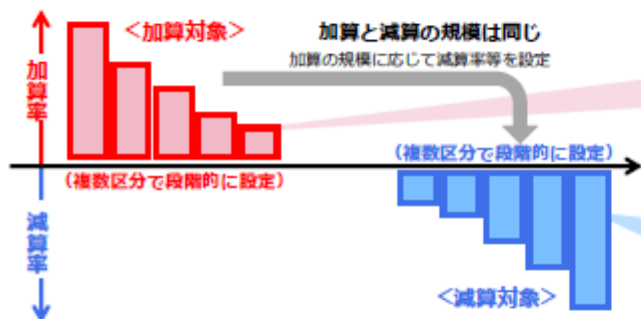 <加算対象>
加算と減算の規模は同じ
加算の規模に応じて減算率等を設定
加算率
(複数区分で段階的に設定)
(複数区分で段階的に設定)
減算率
<減算対象>